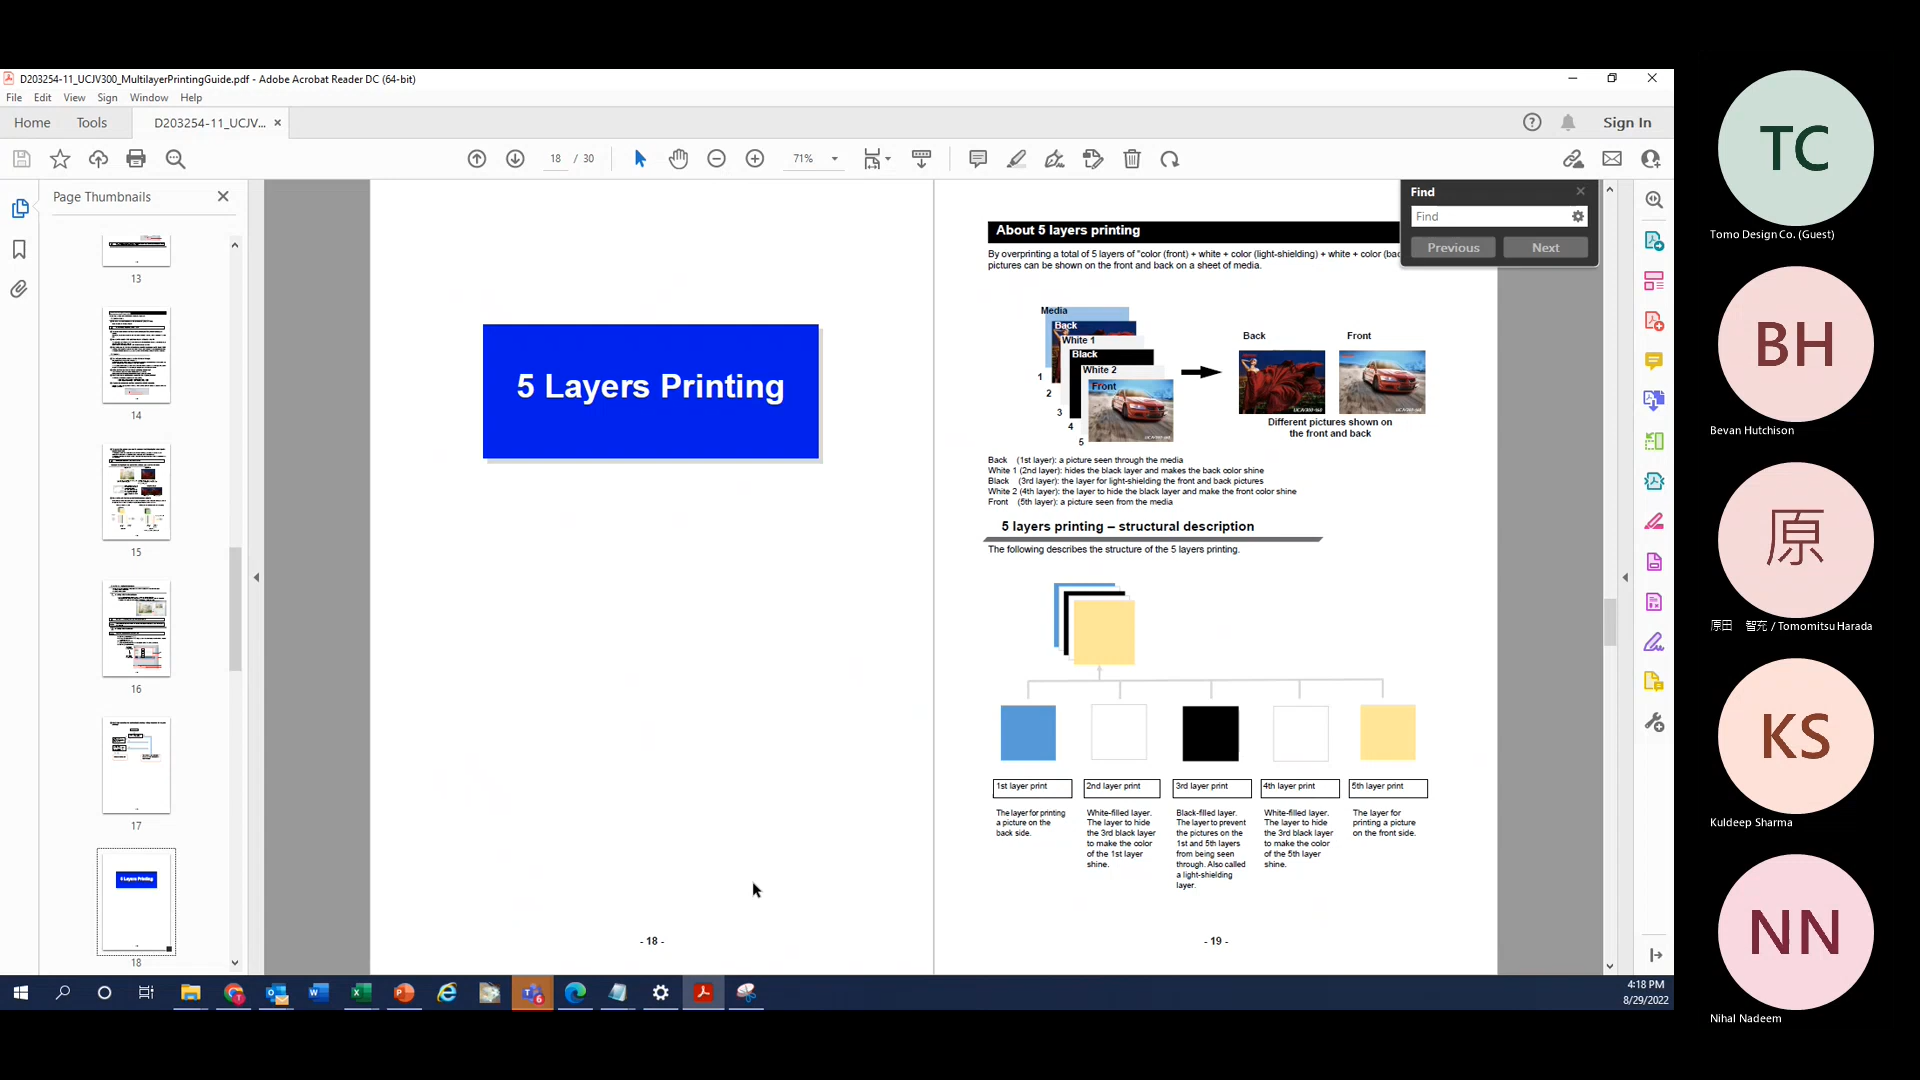 D203254-11_UCJV300_MultilayerPrintingGuide.pdf - Adobe Acrobat Reader DC (64-bit)
File Edit View Sign Window Help
Home Tools D203254-11_UCJV... × Sign In
18 / 30 71%
Page Thumbnails
13
14
15
16
17
5 Layers Printing
18
5 Layers Printing
- 18 -
About 5 layers printing
By overprinting a total of 5 layers of "color (front) + white + color (light-shielding) + white + color (bac
pictures can be shown on the front and back on a sheet of media.
Media
Back
White 1
Black
White 2
Front
1
2
3
4
5
Back Front
Different pictures shown on
the front and back
Back (1st layer): a picture seen through the media
White 1 (2nd layer): hides the black layer and makes the back color shine
Black (3rd layer): the layer for light-shielding the front and back pictures
White 2 (4th layer): the layer to hide the black layer and make the front color shine
Front (5th layer): a picture seen from the media
5 layers printing – structural description
The following describes the structure of the 5 layers printing.
1st layer print
The layer for printing
a picture on the
back side.
2nd layer print
White-filled layer.
The layer to hide
the 3rd black layer
to make the color
of the 1st layer
shine.
3rd layer print
Black-filled layer.
The layer to prevent
the pictures on the
1st and 5th layers
from being seen
through. Also called
a light-shielding
layer.
4th layer print
White-filled layer.
The layer to hide
the 3rd black layer
to make the color
of the 5th layer
shine.
5th layer print
The layer for
printing a picture
on the front side.
- 19 -
Find
Find
Previous Next
4:18 PM
8/29/2022
TC
Tomo Design Co. (Guest)
BH
Bevan Hutchison
原
原田 智充 / Tomomitsu Harada
KS
Kuldeep Sharma
NN
Nihal Nadeem